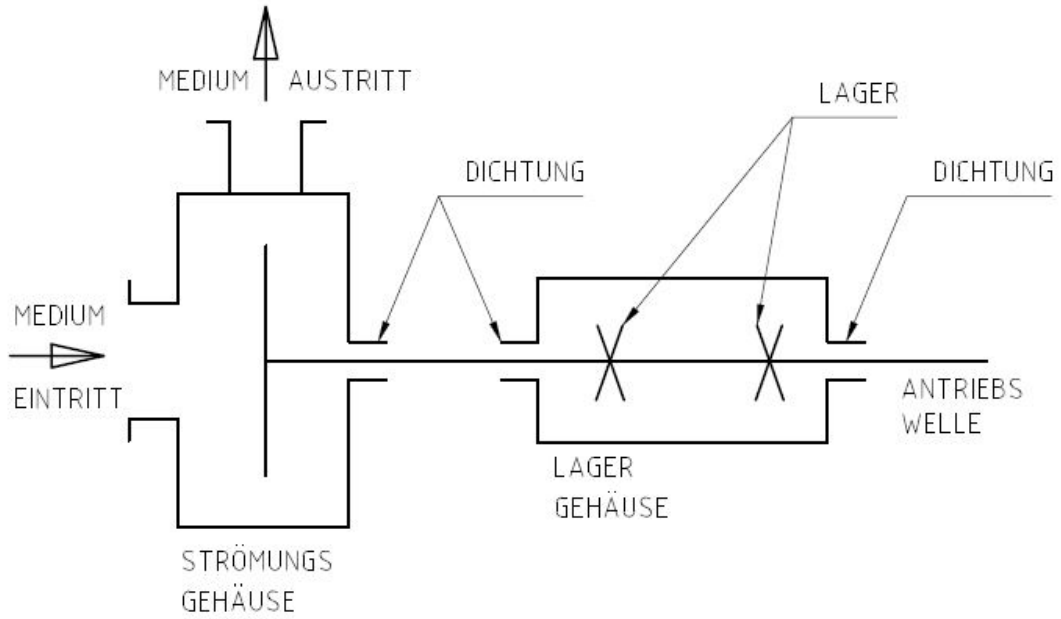 MEDIUM AUSTRITT
LAGER
DICHTUNG
DICHTUNG
MEDIUM
EINTRITT
ANTRIEBS
WELLE
LAGER
GEHÄUSE
STRÖMUNGS
GEHÄUSE